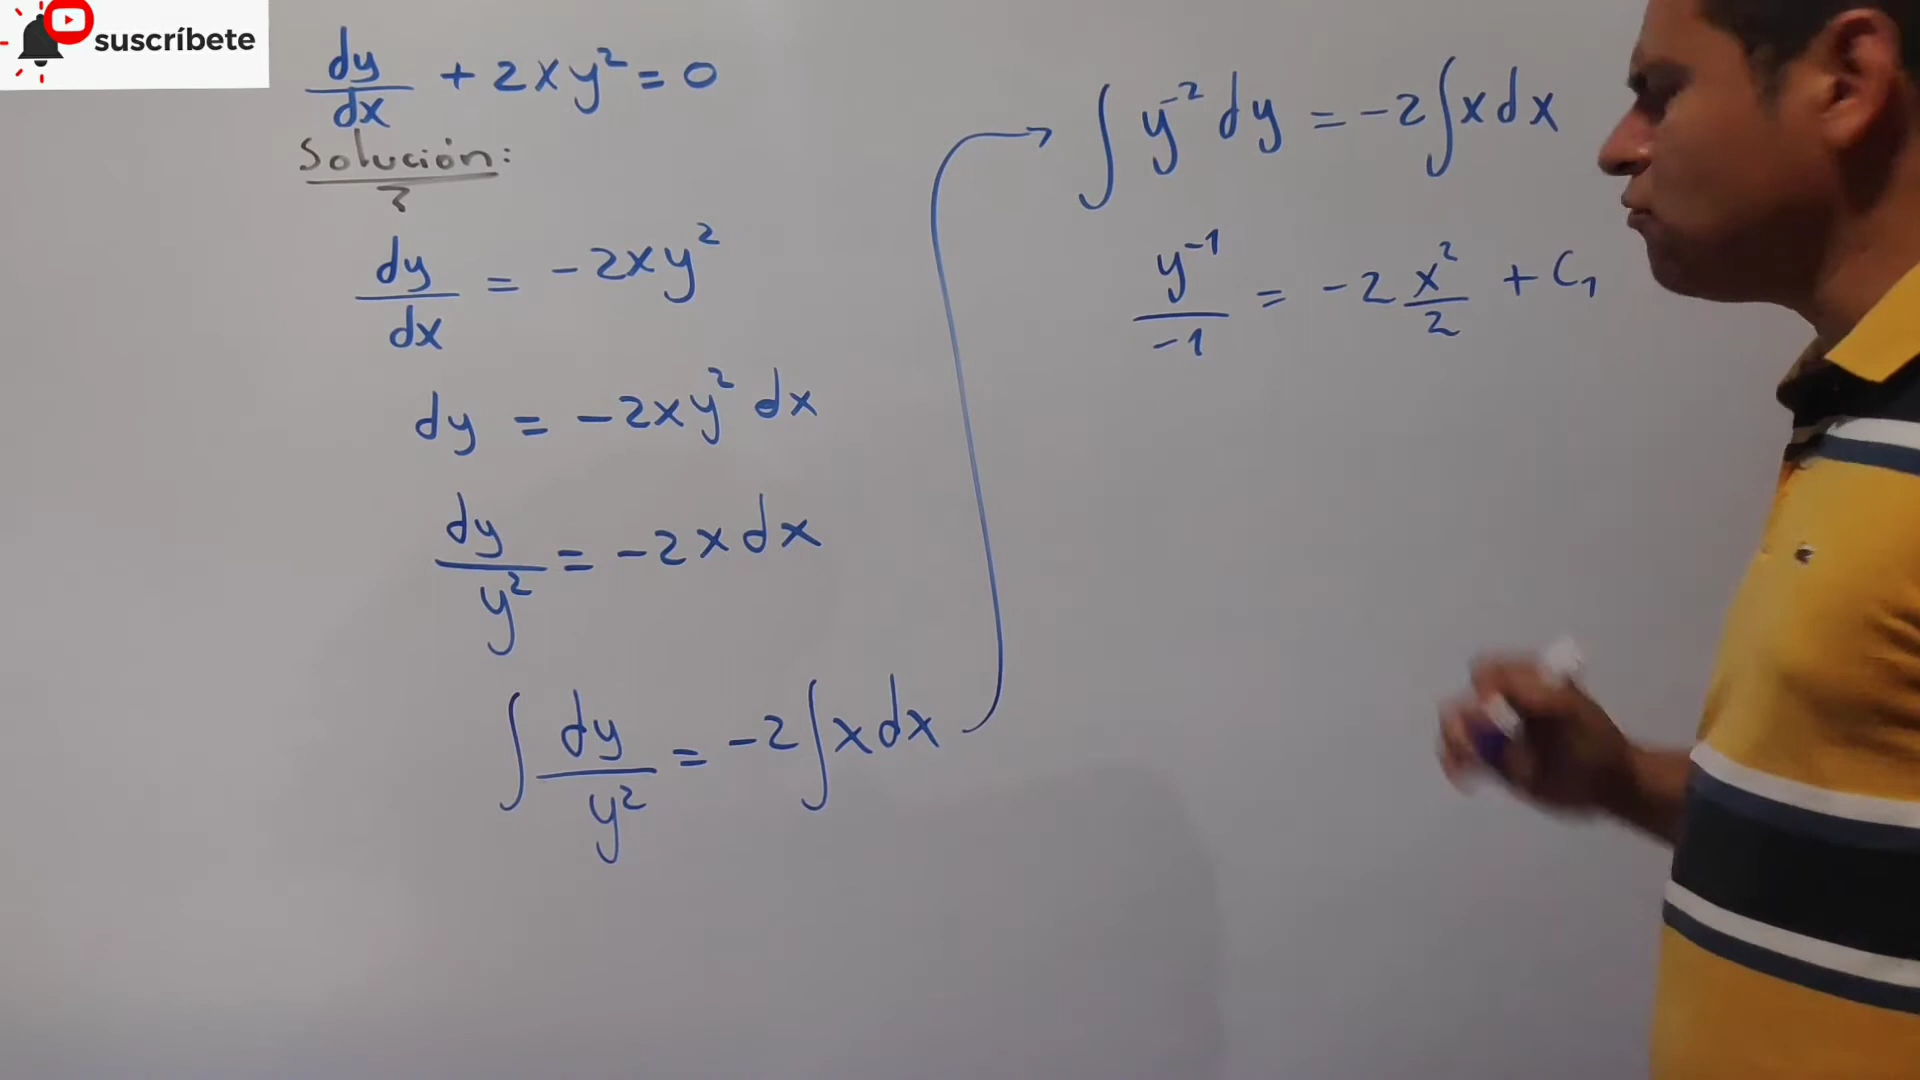 suscríbete
dy/dx + 2xy² = 0
Solución:
dy/dx = -2xy²
dy = -2xy² dx
dy/y² = -2x dx
∫ dy/y² = -2∫x dx
∫ y⁻² dy = -2∫x dx
y⁻¹/-1 = -2 x²/2 + C₁